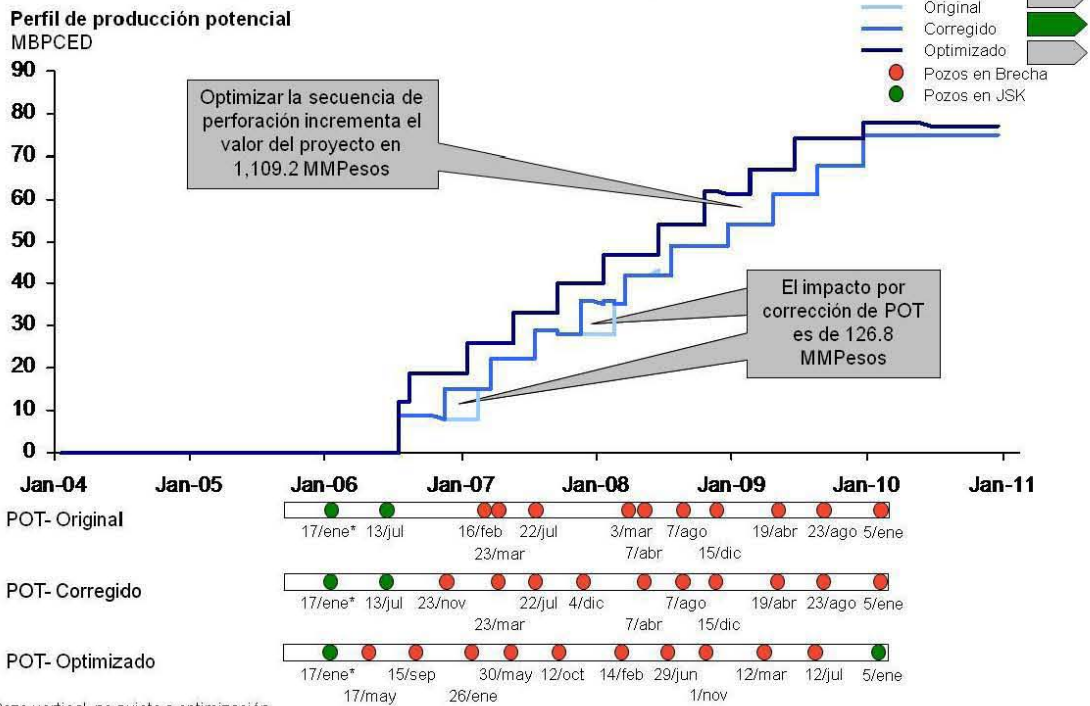 Perfil de producción potencial
MBPCED
Original
Corregido
Optimizado
Pozos en Brecha
Pozos en JSK
90
80
70
60
50
40
30
20
10
0
Optimizar la secuencia de
perforación incrementa el
valor del proyecto en
1,109.2 MMPesos
El impacto por
corrección de POT
es de 126.8
MMPesos
Jan-04 Jan-05 Jan-06 Jan-07 Jan-08 Jan-09 Jan-10 Jan-11
POT- Original
17/ene* 13/jul 16/feb 22/jul 3/mar 7/ago 19/abr 23/ago 5/ene
23/mar 7/abr 15/dic
POT- Corregido
17/ene* 13/jul 23/nov 22/jul 4/dic 7/ago 19/abr 23/ago 5/ene
23/mar 7/abr 15/dic
POT- Optimizado
17/ene* 15/sep 30/may 12/oct 14/feb 29/jun 12/mar 12/jul 5/ene
17/may 26/ene 1/nov